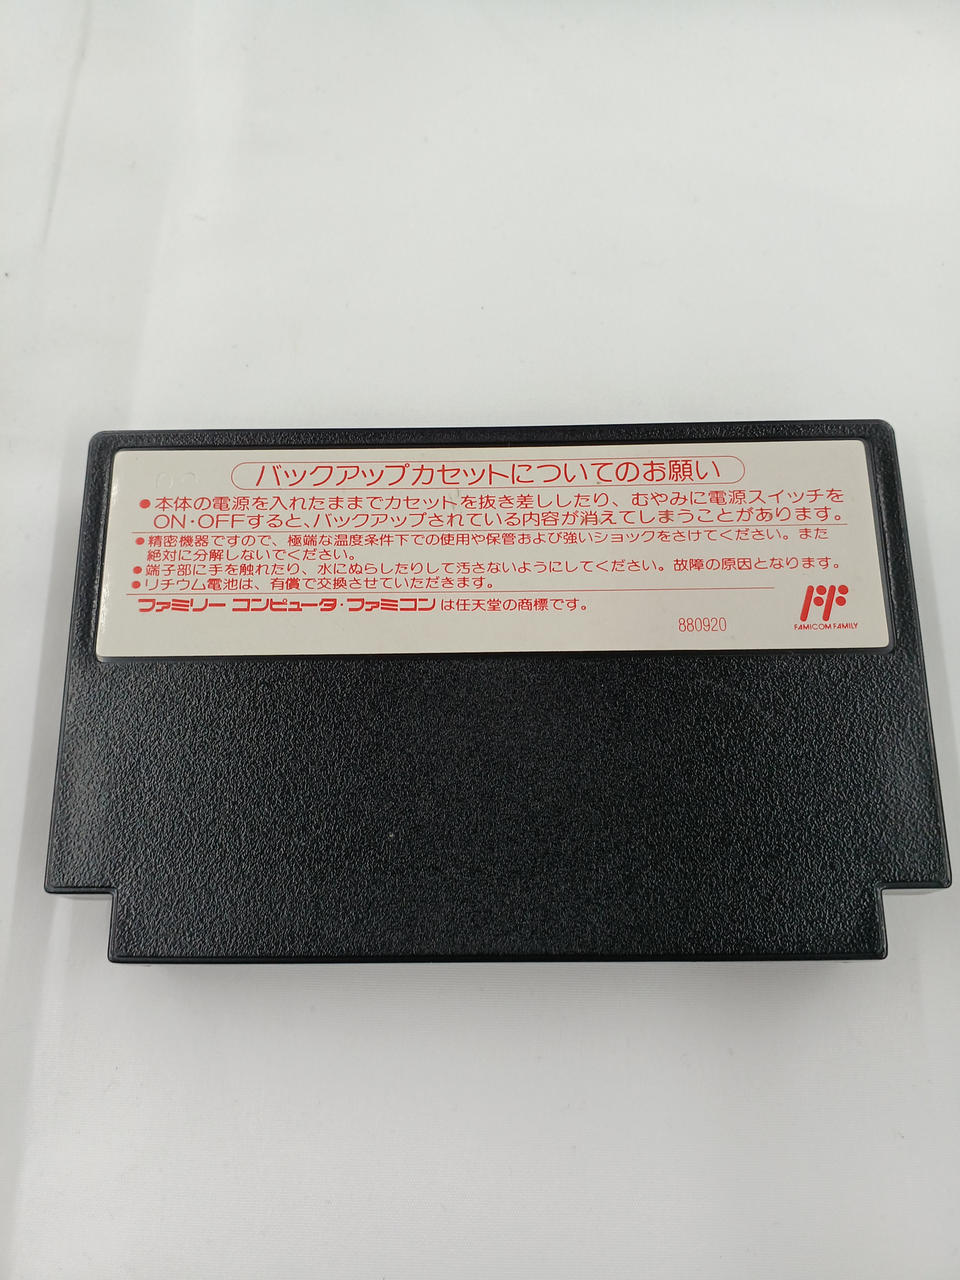 バックアップカセットについてのお願い
●本体の電源を入れたままでカセットを抜き差ししたり、むやみに電源スイッチを
ON・OFFすると、バックアップされている内容が消えてしまうことがあります。
●精密機器ですので、極端な温度条件下での使用や保管および強いショックをさけてください。また
絶対に分解しないでください。
●端子部に手を触れたり、水にぬらしたりして汚さないようにしてください。故障の原因となります。
●リチウム電池は、有償で交換させていただきます。
ファミリー コンピュータ・ファミコンは任天堂の商標です。
FAMICOM FAMILY
880920